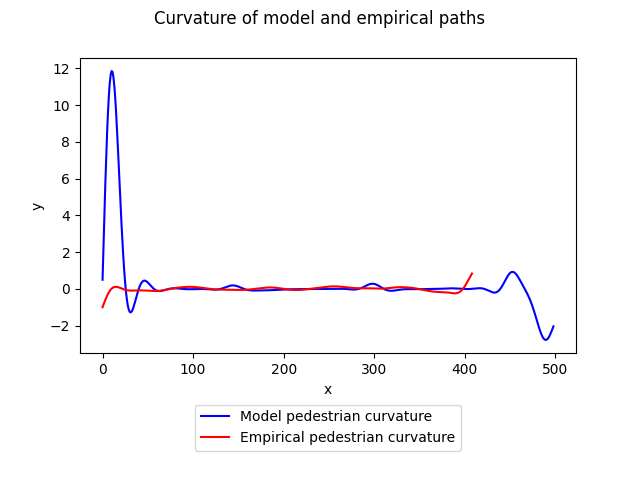 Curvature of model and empirical paths
12
10
8
6
4
2
0
−2
y
0 100 200 300 400 500
x
Model pedestrian curvature
Empirical pedestrian curvature